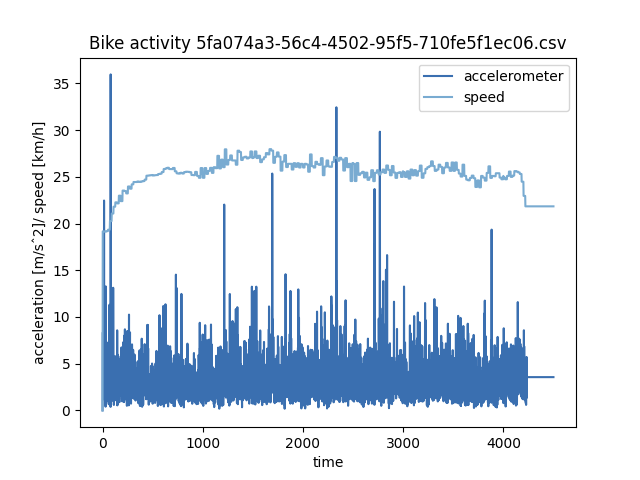 Bike activity 5fa074a3-56c4-4502-95f5-710fe5f1ec06.csv
accelerometer
speed
acceleration [m/s^2]/ speed [km/h]
35
30
25
20
15
10
5
0
0 1000 2000 3000 4000
time